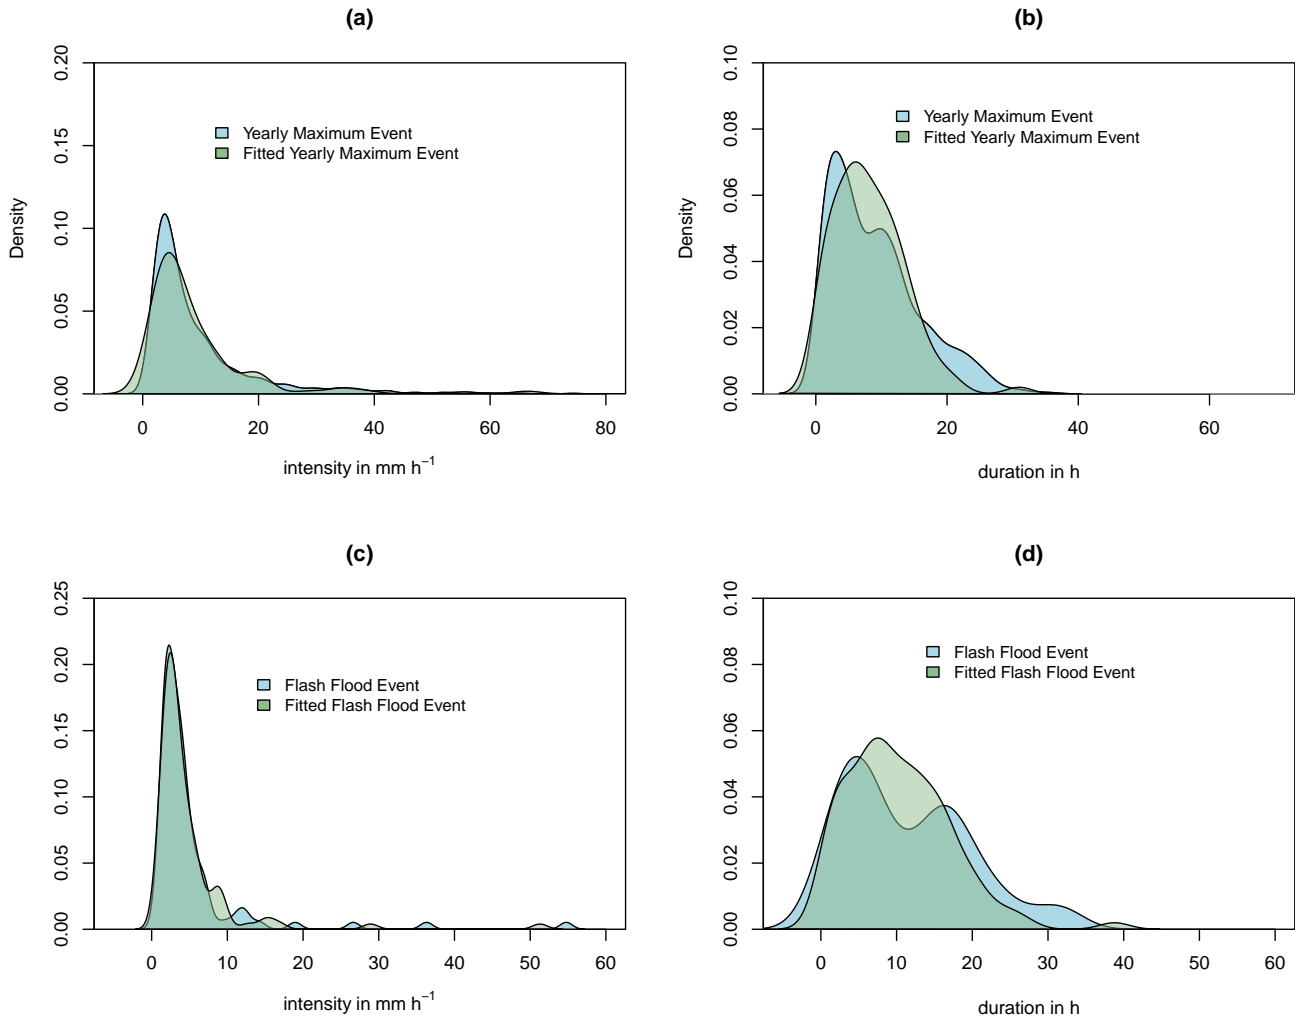 (a)
0.20
0.15
0.10
0.05
0.00
Density
Yearly Maximum Event
Fitted Yearly Maximum Event
0 20 40 60 80
intensity in mm h⁻¹
(b)
0.10
0.08
0.06
0.04
0.02
0.00
Density
Yearly Maximum Event
Fitted Yearly Maximum Event
0 20 40 60
duration in h
(c)
0.25
0.20
0.15
0.10
0.05
0.00
Flash Flood Event
Fitted Flash Flood Event
0 10 20 30 40 50 60
intensity in mm h⁻¹
(d)
0.10
0.08
0.06
0.04
0.02
0.00
Flash Flood Event
Fitted Flash Flood Event
0 10 20 30 40 50 60
duration in h